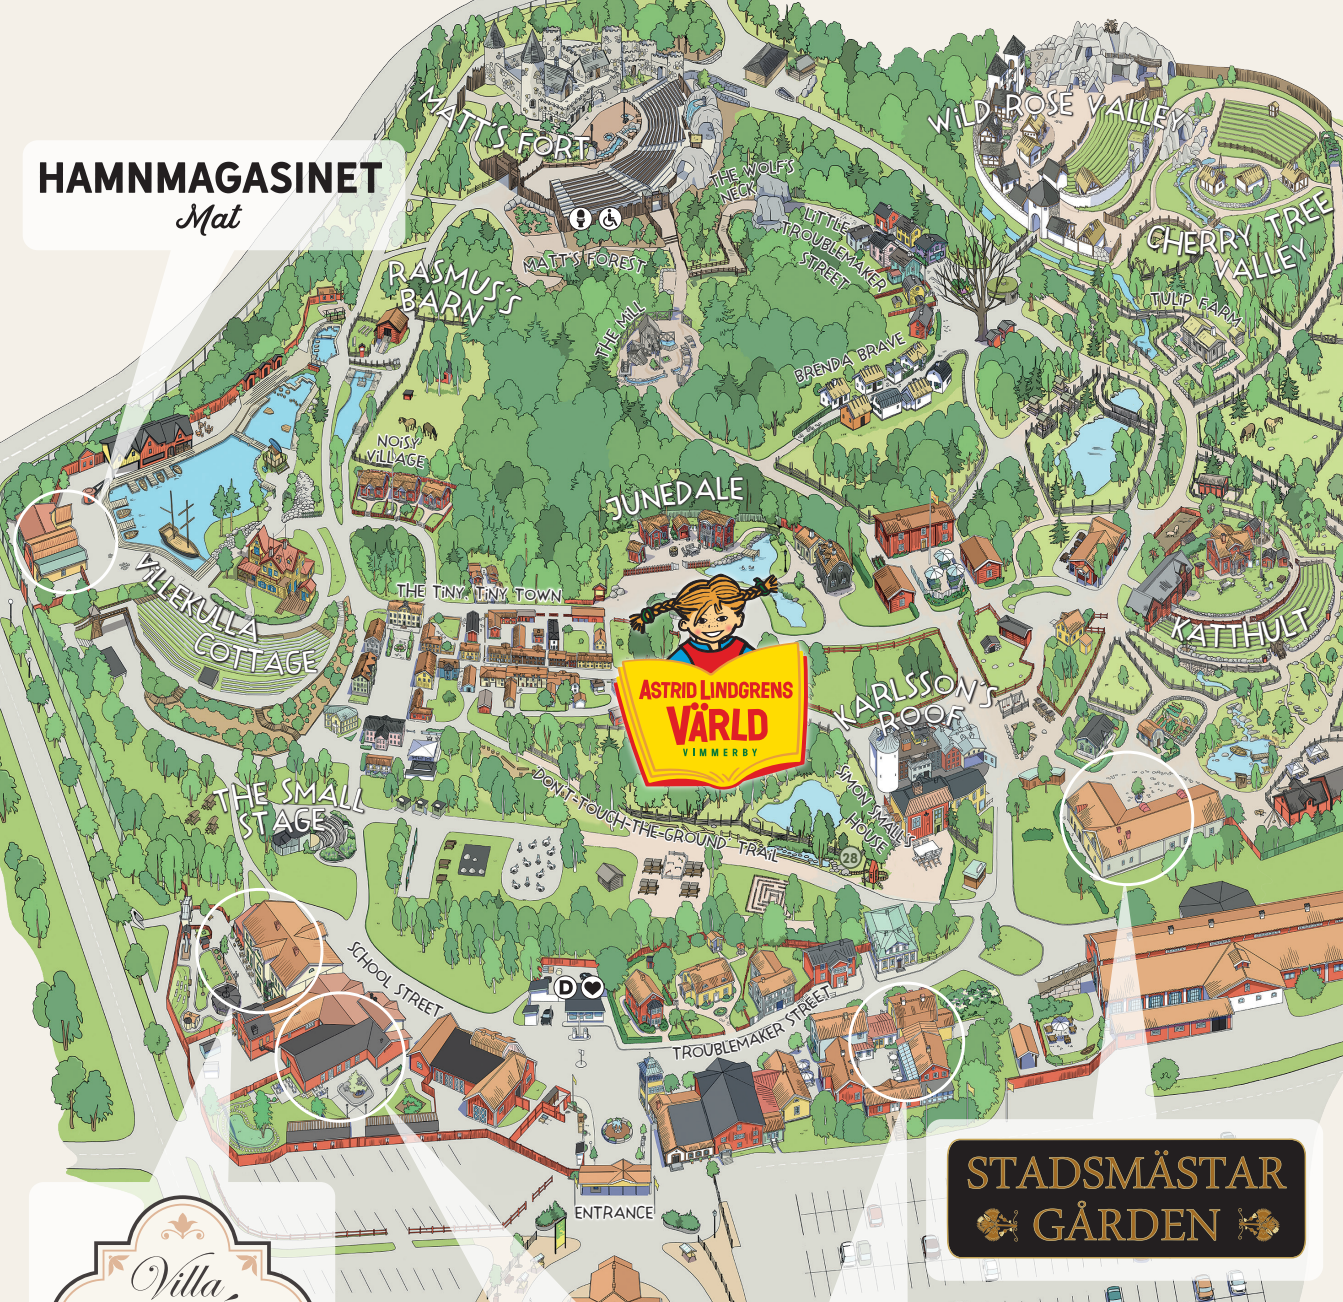 MATT'S FORT
WILD ROSE VALLEY
HAMNMAGASINET
Mat
THE WOLF'S
NECK
LITTLE
TROUBLEMAKER
STREET
CHERRY TREE
VALLEY
MATT'S FOREST
RASMUS'S
BARN
TULIP FARM
THE MILL
BRENDA BRAVE
NOISY
VILLAGE
JUNEDALE
VILLEKULLA
COTTAGE
THE TINY, TINY TOWN
KATTHULT
ASTRID LINDGRENS
VÄRLD
VIMMERBY
KARLSSON'S
ROOF
THE SMALL
STAGE
DON'T-TOUCH-THE-GROUND TRAIL
SIMON SMALL'S
HOUSE
28
SCHOOL STREET
D
TROUBLEMAKER STREET
ENTRANCE
STADSMÄSTAR
GÅRDEN
Villa